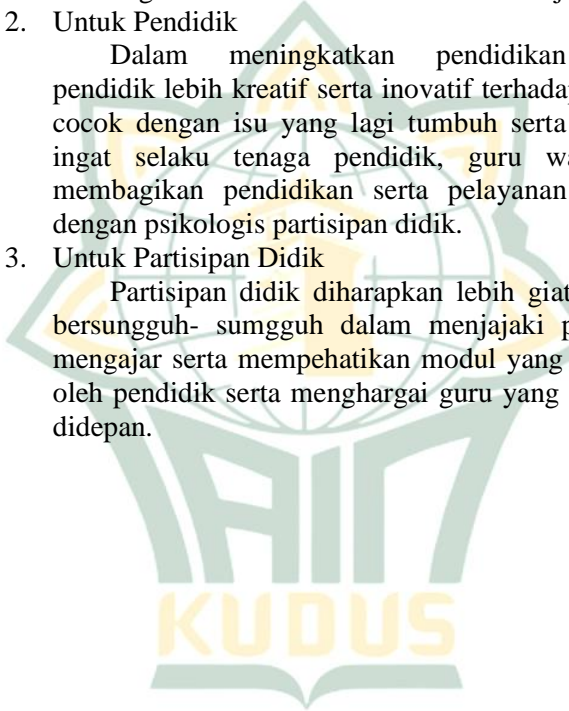 2. Untuk Pendidik
Dalam meningkatkan pendidikan
pendidik lebih kreatif serta inovatif
cocok dengan isu yang lagi tumbuh serta
ingat selaku tenaga pendidik, guru
membagikan pendidikan serta pelayanan
dengan psikologis partisipan didik.
3. Untuk Partisipan Didik
Partisipan didik diharapkan lebih giat
bersungguh- sumgguh dalam menjajaki
mengajar serta mempehatikan modul yang
oleh pendidik serta menghargai guru yang
didepan.
IAIN
KUDUS